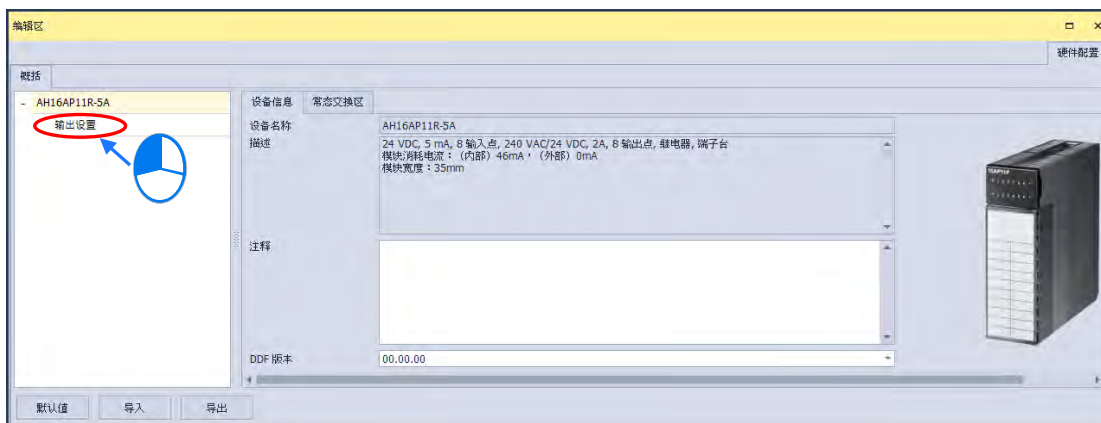 编辑区
硬件配置
概括
- AH16AP11R-5A
输出设置
设备信息 常态交换区
设备名称 AH16AP11R-5A
描述 24 VDC, 5 mA, 8 输入点, 240 VAC/24 VDC, 2A, 8 输出点, 继电器, 端子台
模块消耗电流：（内部）46mA，（外部）0mA
模块宽度：35mm
注释
DDF 版本 00.00.00
默认值 导入 导出